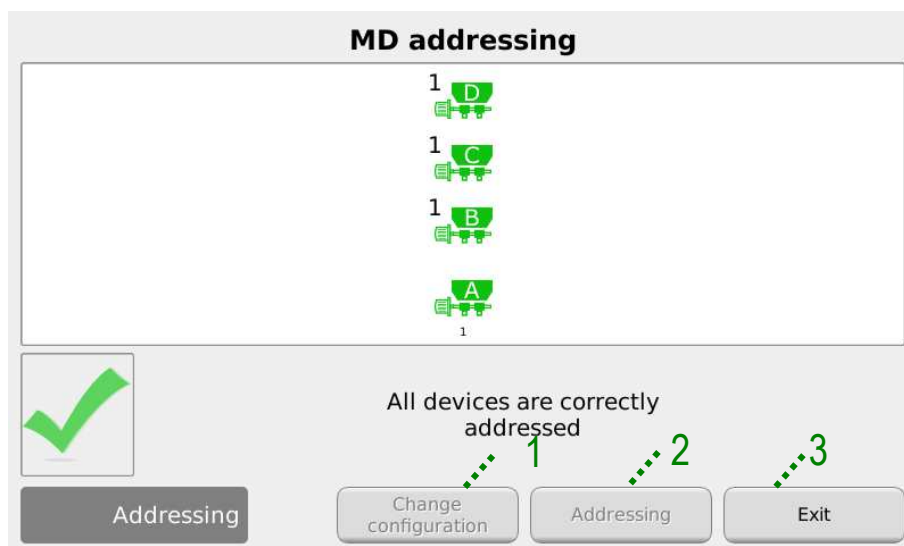 MD addressing
1 D
1 C
1 B
A
1
All devices are correctly
addressed
1 2 3
Addressing
Change
configuration
Addressing
Exit